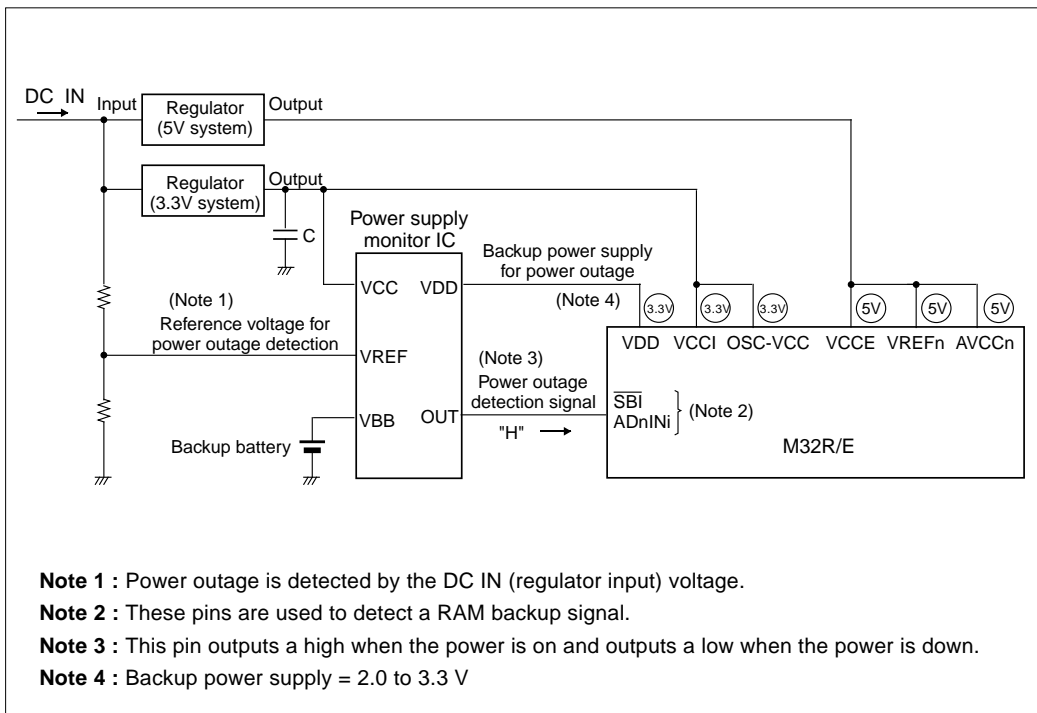 DC IN
Input
Regulator
(5V system)
Output
Regulator
(3.3V system)
Output
C
Power supply
monitor IC
Backup power supply
for power outage
VCC
VDD
(Note 1)
(Note 4)
3.3V
3.3V
3.3V
5V
5V
5V
Reference voltage for
power outage detection
VREF
(Note 3)
Power outage
detection signal
VDD
VCCI
OSC-VCC
VCCE
VREFn
AVCCn
SBI
ADnINi
(Note 2)
VBB
OUT
"H"
Backup battery
M32R/E
Note 1 : Power outage is detected by the DC IN (regulator input) voltage.
Note 2 : These pins are used to detect a RAM backup signal.
Note 3 : This pin outputs a high when the power is on and outputs a low when the power is down.
Note 4 : Backup power supply = 2.0 to 3.3 V